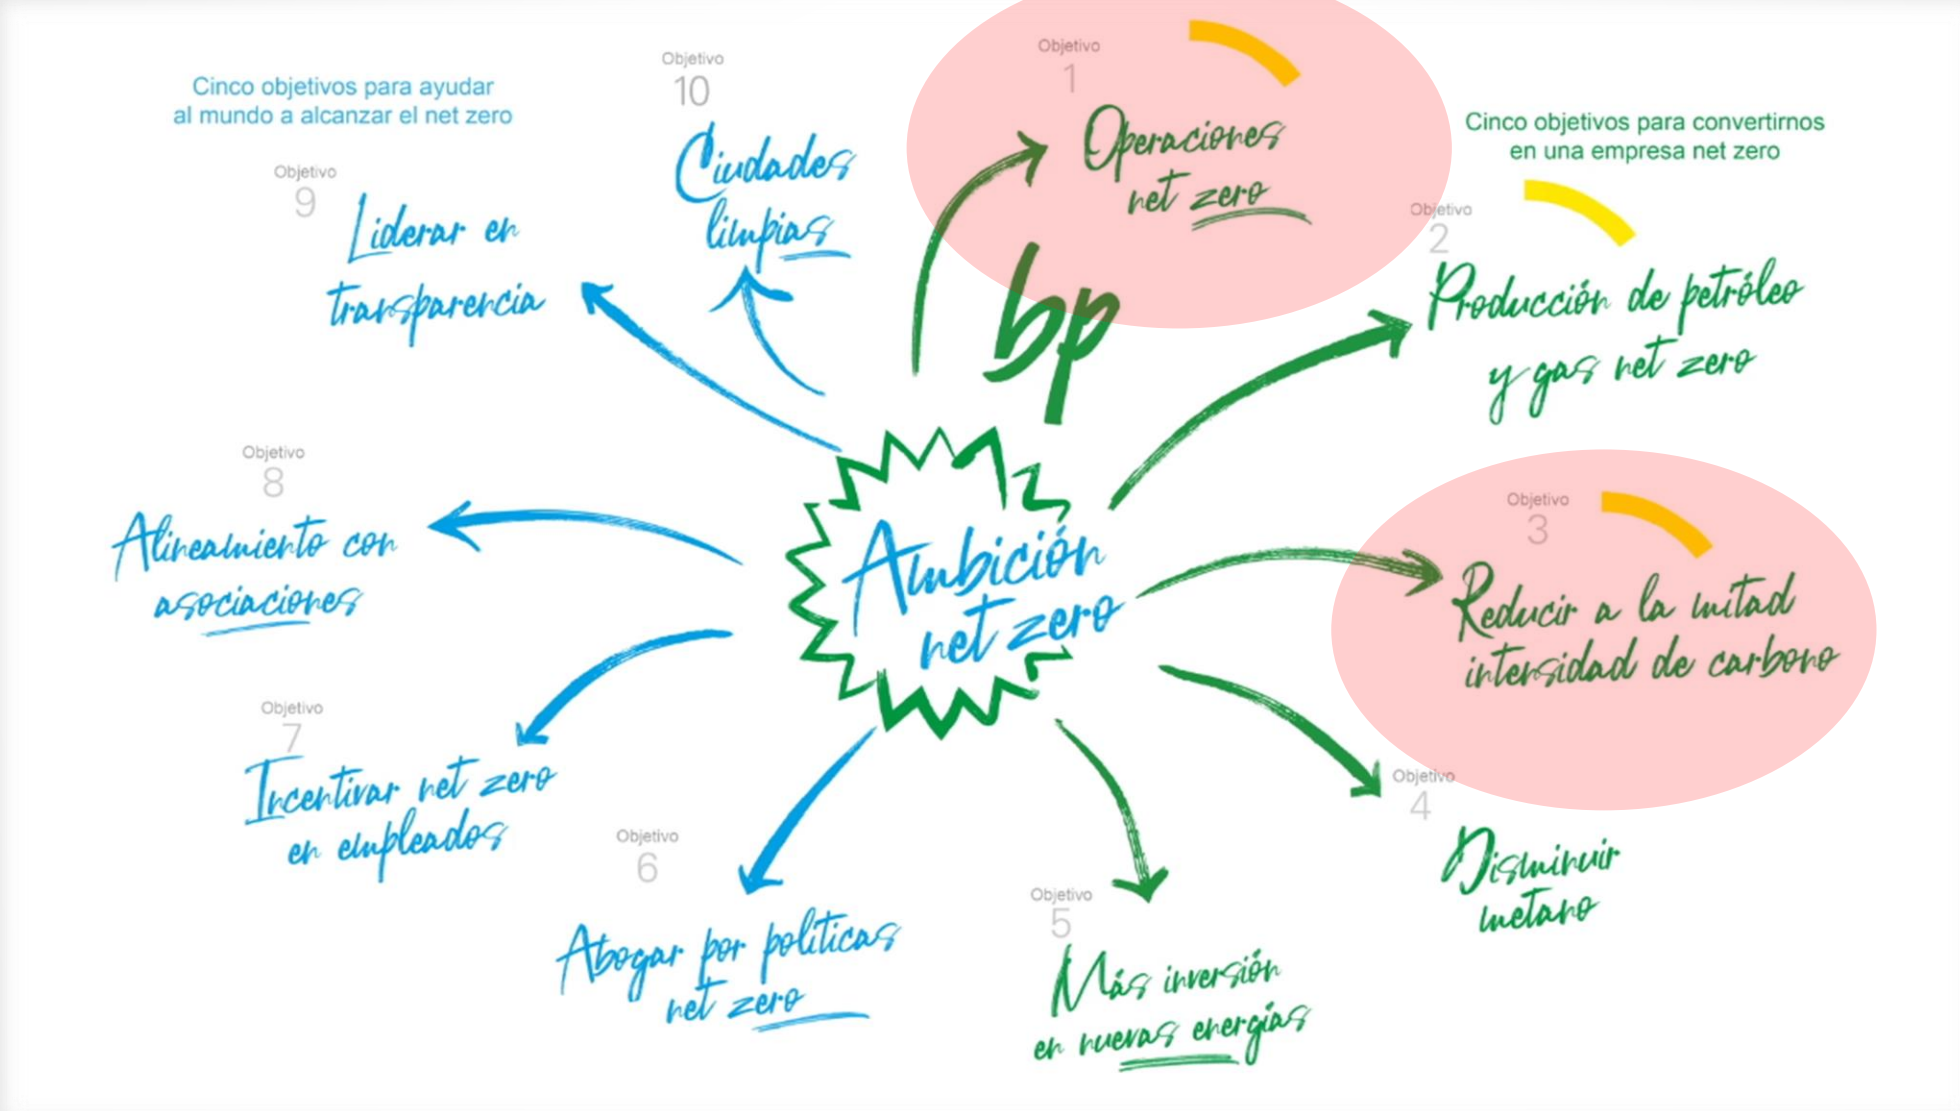 Cinco objetivos para ayudar
al mundo a alcanzar el net zero
Objetivo
10
Ciudades
limpias
Objetivo
1
Operaciones
net zero
Cinco objetivos para convertirnos
en una empresa net zero
Objetivo
2
Producción de petróleo
y gas net zero
Objetivo
9
Liderar en
transparencia
bp
Objetivo
8
Alineamiento con
asociaciones
Ambición
net zero
Objetivo
3
Reducir a la mitad
intensidad de carbono
Objetivo
7
Incentivar net zero
en empleados
Objetivo
4
Disminuir
metano
Objetivo
6
Abogar por políticas
net zero
Objetivo
5
Más inversión
en nuevas energías